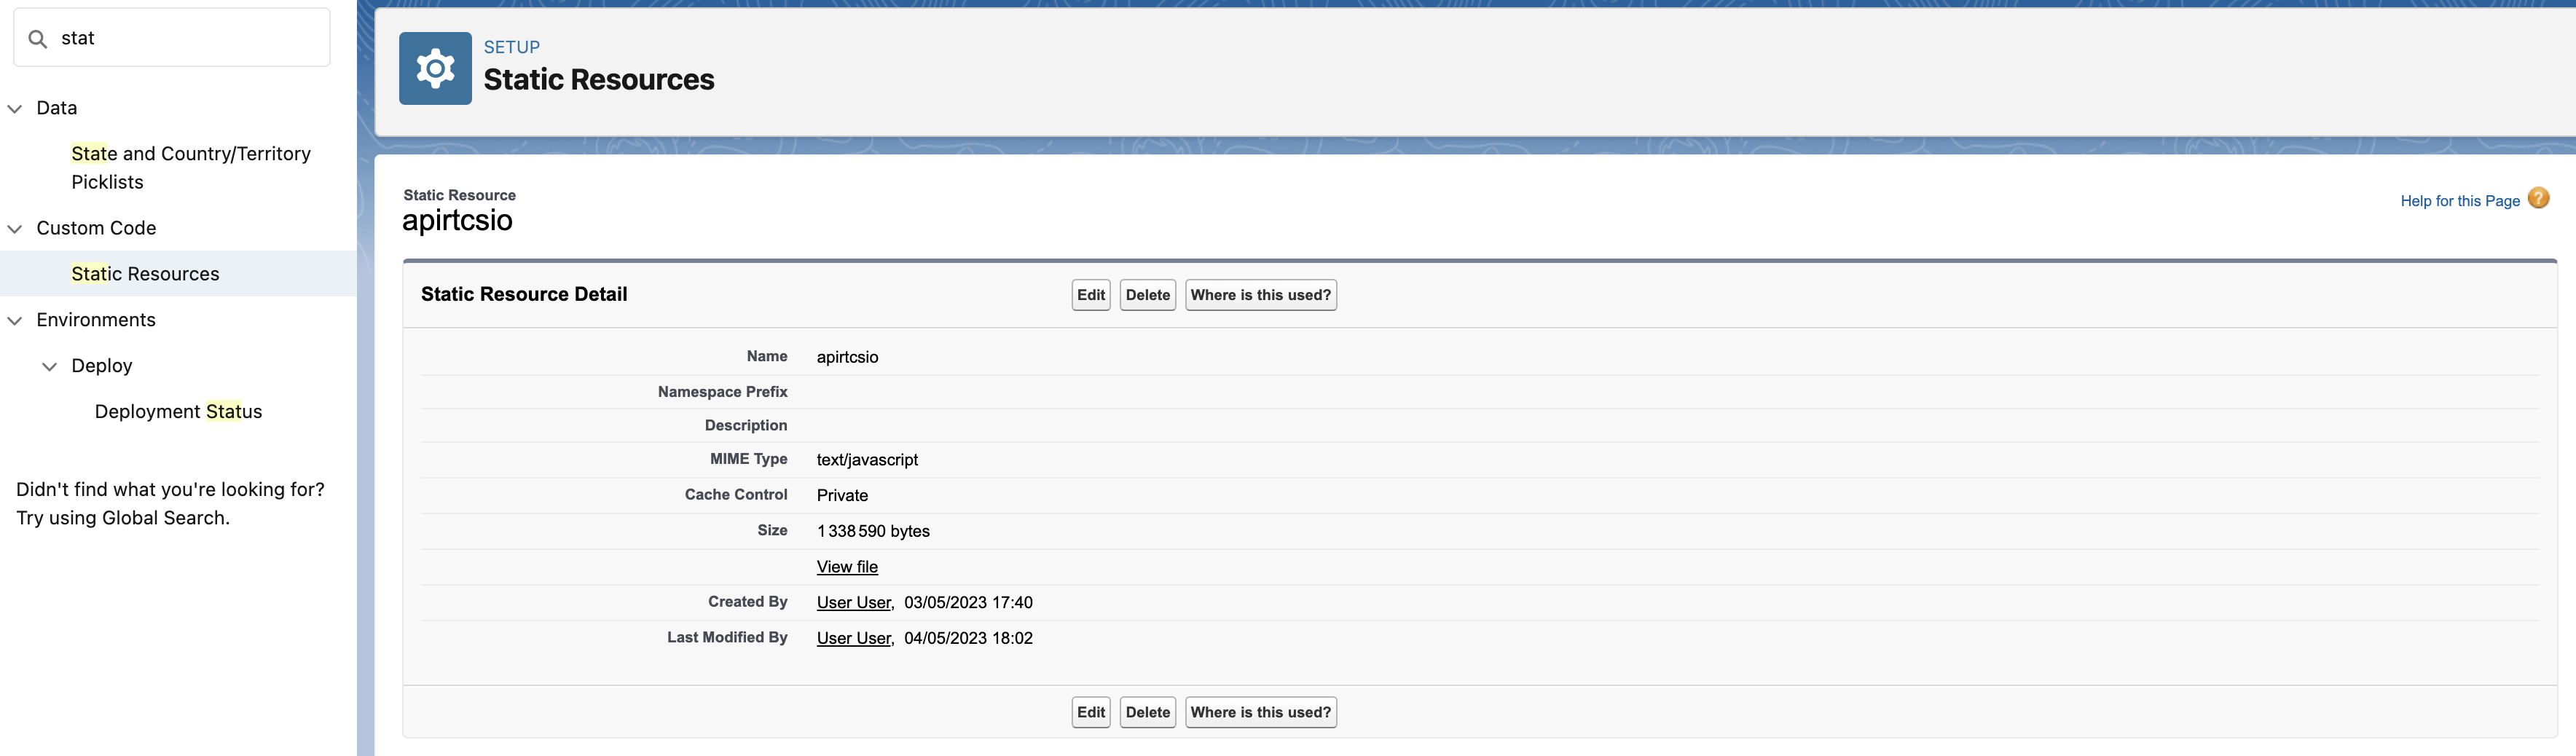 stat
Data
State and Country/Territory
Picklists
Custom Code
Static Resources
Environments
Deploy
Deployment Status
Didn't find what you're looking for?
Try using Global Search.
SETUP
Static Resources
Static Resource
apirtcsio
Help for this Page ?
Static Resource Detail Edit Delete Where is this used?
Name apirtcsio
Namespace Prefix
Description
MIME Type text/javascript
Cache Control Private
Size 1 338 590 bytes
View file
Created By User User, 03/05/2023 17:40
Last Modified By User User, 04/05/2023 18:02
Edit Delete Where is this used?